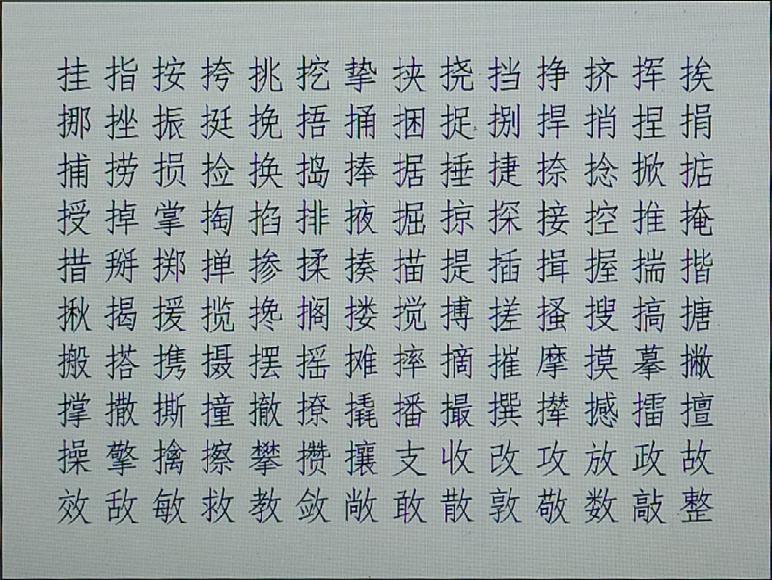 挂指按挎挑挖挚挟挠挡挣挤挥挨
挪挫振挺挽捂捅捆捉捌捍捎捏捐
捕捞损捡换捣捧据捶捷捺捻掀掂
授掉掌掏掐排掖掘掠探接控推掩
措掰掷掸掺揉揍描提插揖握揣揩
揪揭援揽搀搁搂搅搏搓搔搜搞搪
搬搭携摄摆摇摊摔摘摧摩摸摹撇
撑撒撕撞撤撩撬播撮撰撵撼擂擅
操擎擒擦攀攒攘支收改攻放政故
效敌敏救教敛敞敢散敦敬数敲整